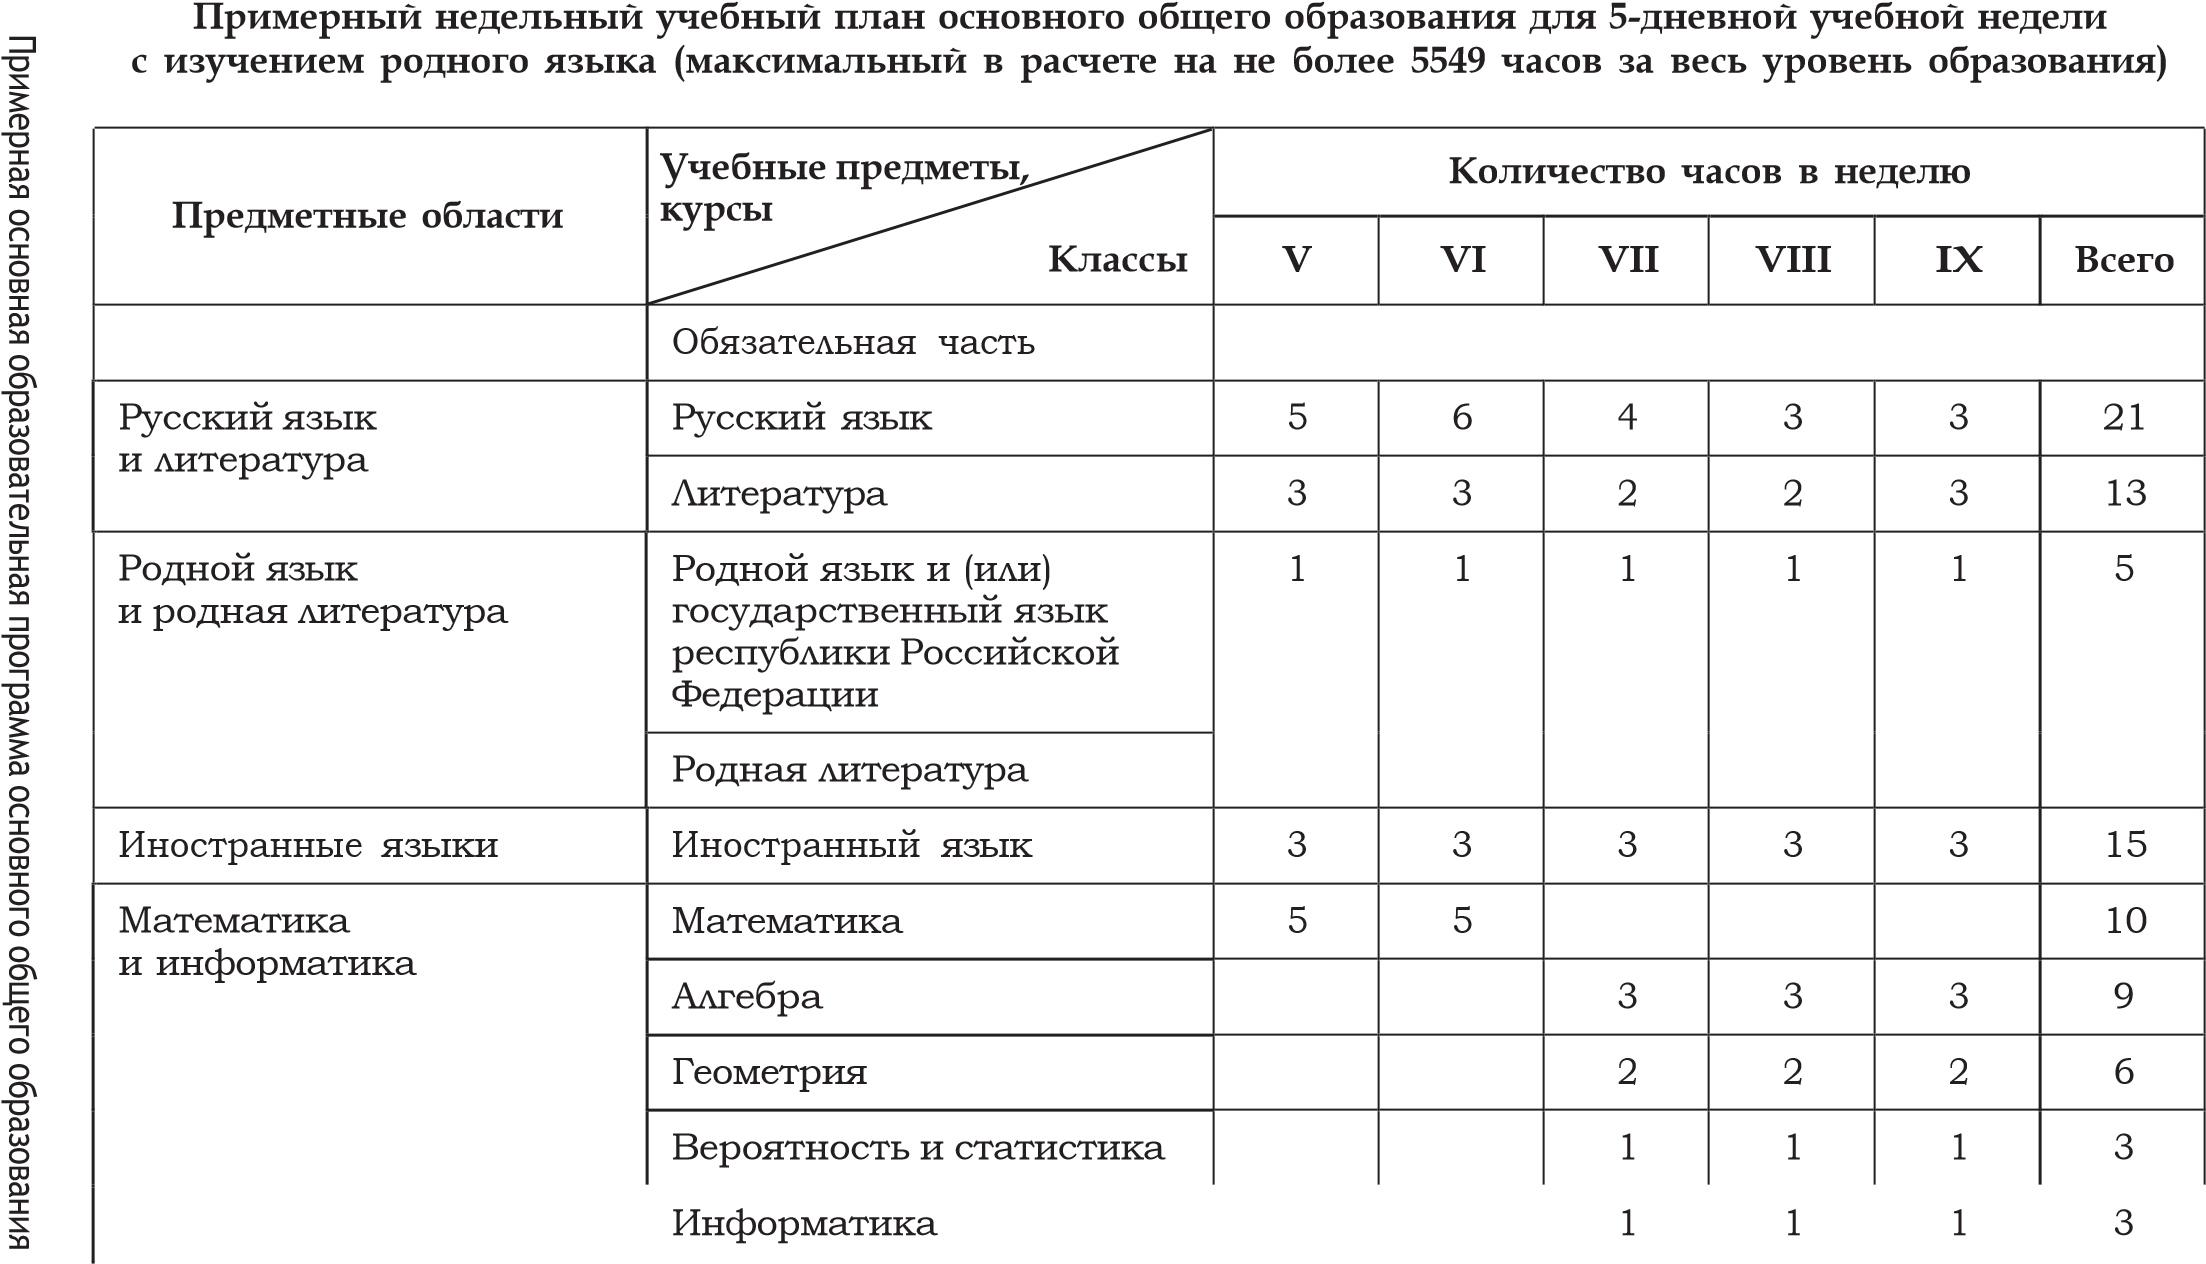 Примерный недельный учебный план основного общего образования для 5-дневной учебной недели
с изучением родного языка (максимальный в расчете на не более 5549 часов за весь уровень образования)
Предметные области
Учебные предметы,
курсы
Классы
Количество часов в неделю
V VI VII VIII IX Всего
Обязательная часть
Русский язык
и литература
Русский язык 5 6 4 3 3 21
Литература 3 3 2 2 3 13
Родной язык
и родная литература
Родной язык и (или) 1 1 1 1 1 5
государственный язык
республики Российской
Федерации
Родная литература
Иностранные языки Иностранный язык 3 3 3 3 3 15
Математика
и информатика
Математика 5 5 10
Алгебра 3 3 3 9
Геометрия 2 2 2 6
Вероятность и статистика 1 1 1 3
Информатика 1 1 1 3
Примерная основная образовательная программа основного общего образования